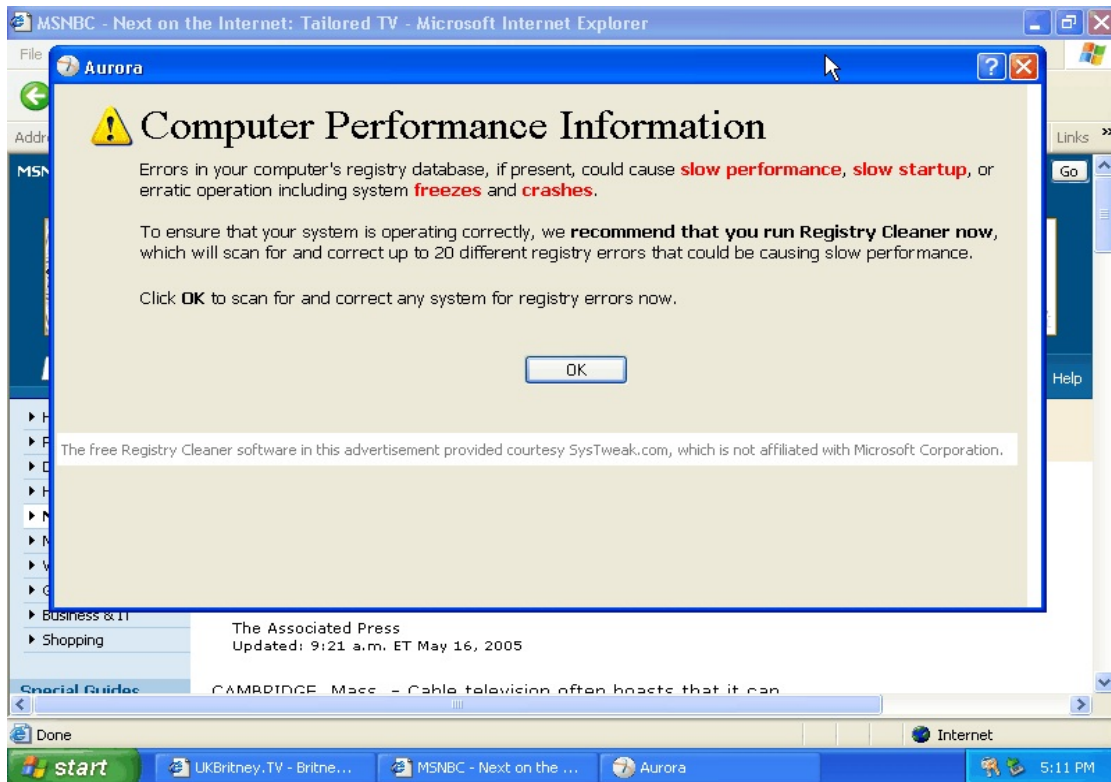 MSNBC - Next on the Internet: Tailored TV - Microsoft Internet Explorer
File
Aurora
Links
Go
Computer Performance Information
Errors in your computer's registry database, if present, could cause slow performance, slow startup, or
erratic operation including system freezes and crashes.
To ensure that your system is operating correctly, we recommend that you run Registry Cleaner now,
which will scan for and correct up to 20 different registry errors that could be causing slow performance.
Click OK to scan for and correct any system for registry errors now.
OK
Help
The free Registry Cleaner software in this advertisement provided courtesy SysTweak.com, which is not affiliated with Microsoft Corporation.
Business & IT
Shopping
The Associated Press
Updated: 9:21 a.m. ET May 16, 2005
Special Guides
CAMBRIDGE, Mass. - Cable television often boasts that it can
Done
Internet
start
UKBritney.TV - Britne...
MSNBC - Next on the ...
Aurora
5:11 PM